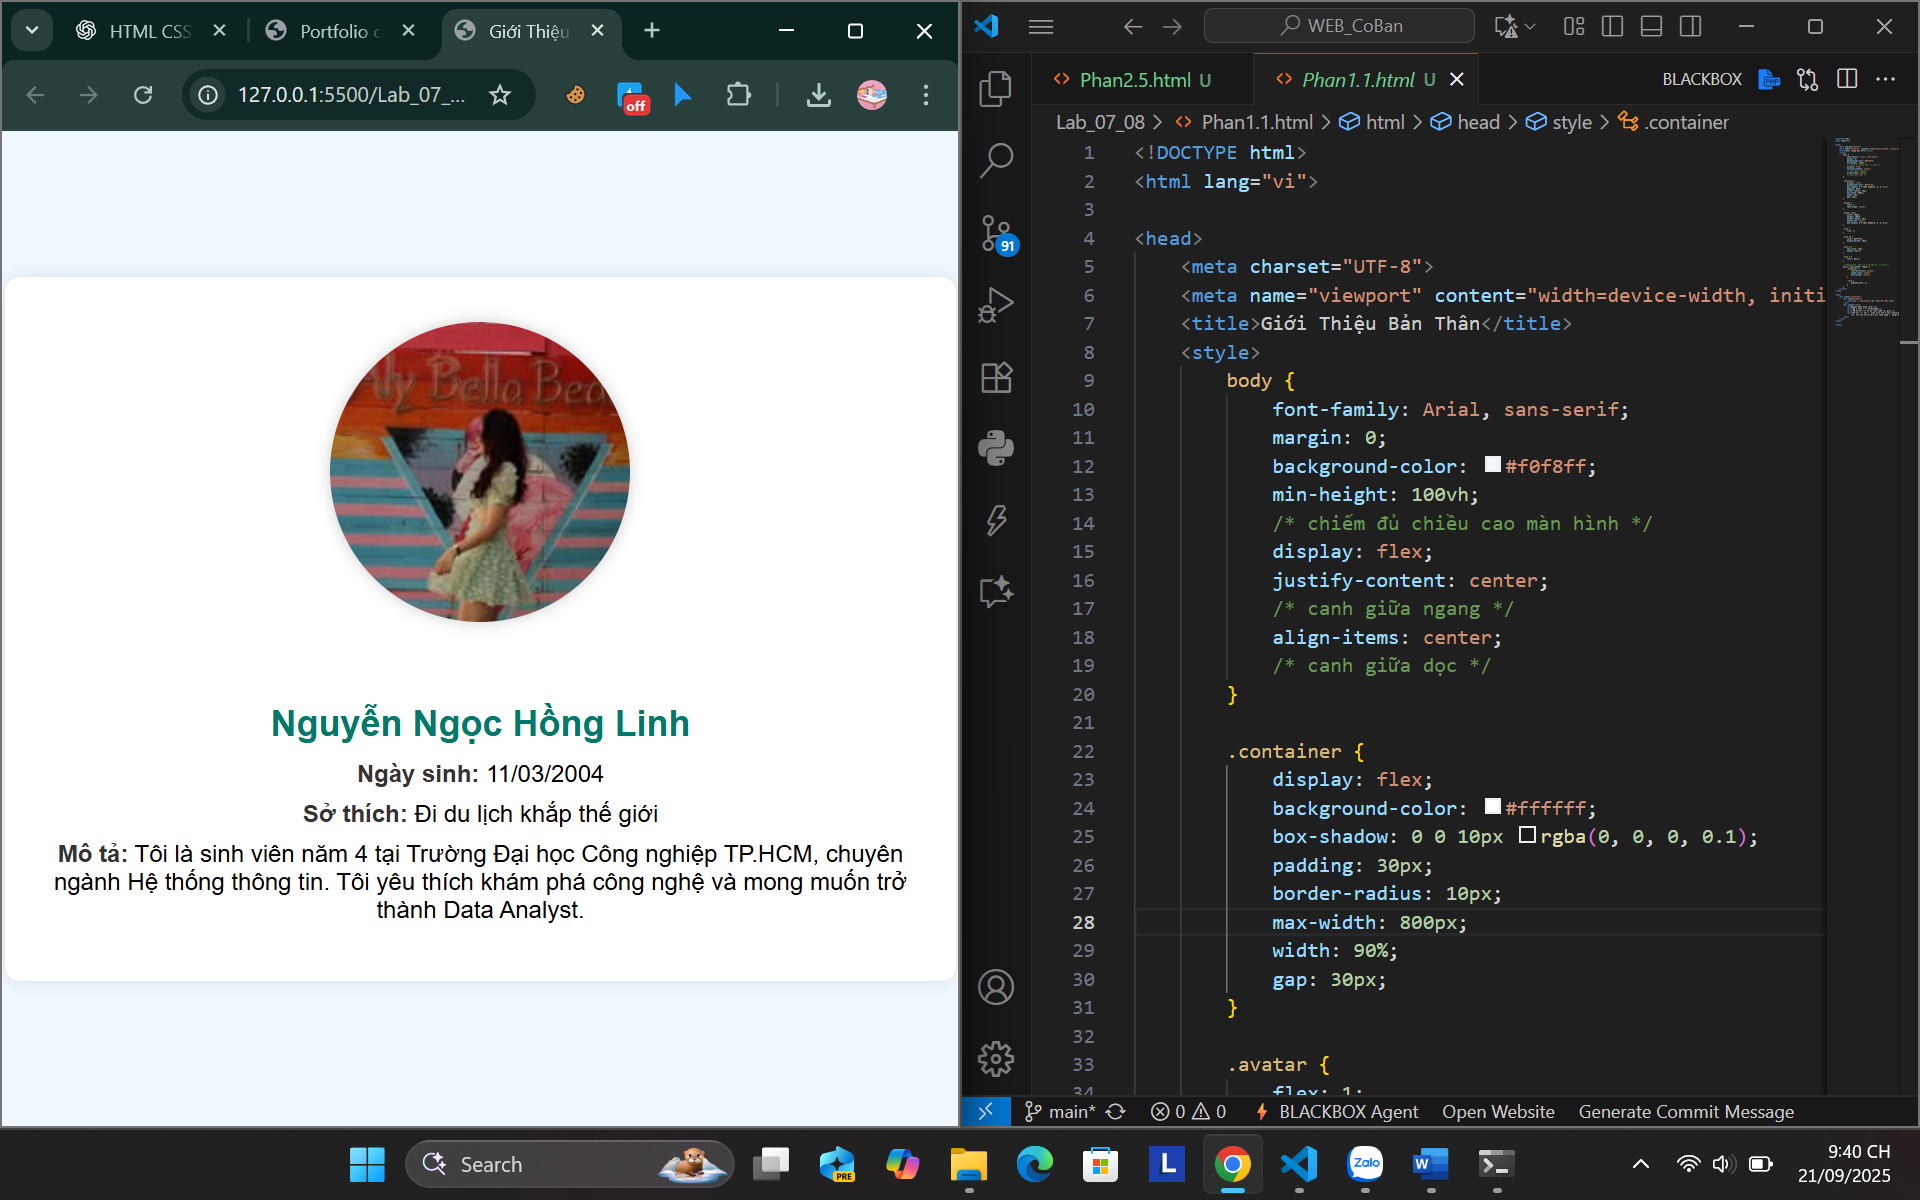 HTML CSS
Portfolio c
Giới Thiệu
127.0.0.1:5500/Lab_07_...
off
Aly Bella Bea
Nguyễn Ngọc Hồng Linh
Ngày sinh: 11/03/2004
Sở thích: Đi du lịch khắp thế giới
Mô tả: Tôi là sinh viên năm 4 tại Trường Đại học Công nghiệp TP.HCM, chuyên
ngành Hệ thống thông tin. Tôi yêu thích khám phá công nghệ và mong muốn trở
thành Data Analyst.
WEB_CoBan
Phan2.5.html U
Phan1.1.html U
BLACKBOX
PHP
Lab_07_08 > Phan1.1.html > html > head > style > .container
91
1 <!DOCTYPE html>
2 <html lang="vi">
3
4 <head>
5 <meta charset="UTF-8">
6 <meta name="viewport" content="width=device-width, initi
7 <title>Giới Thiệu Bản Thân</title>
8 <style>
9 body {
10 font-family: Arial, sans-serif;
11 margin: 0;
12 background-color: #f0f8ff;
13 min-height: 100vh;
14 /* chiếm đủ chiều cao màn hình */
15 display: flex;
16 justify-content: center;
17 /* canh giữa ngang */
18 align-items: center;
19 /* canh giữa dọc */
20 }
21
22 .container {
23 display: flex;
24 background-color: #ffffff;
25 box-shadow: 0 0 10px rgba(0, 0, 0, 0.1);
26 padding: 30px;
27 border-radius: 10px;
28 max-width: 800px;
29 width: 90%;
30 gap: 30px;
31 }
32
33 .avatar {
34 flex: 1;
main*
0
0
BLACKBOX Agent
Open Website
Generate Commit Message
Search
PRE
L
Zalo
W
9:40 CH
21/09/2025